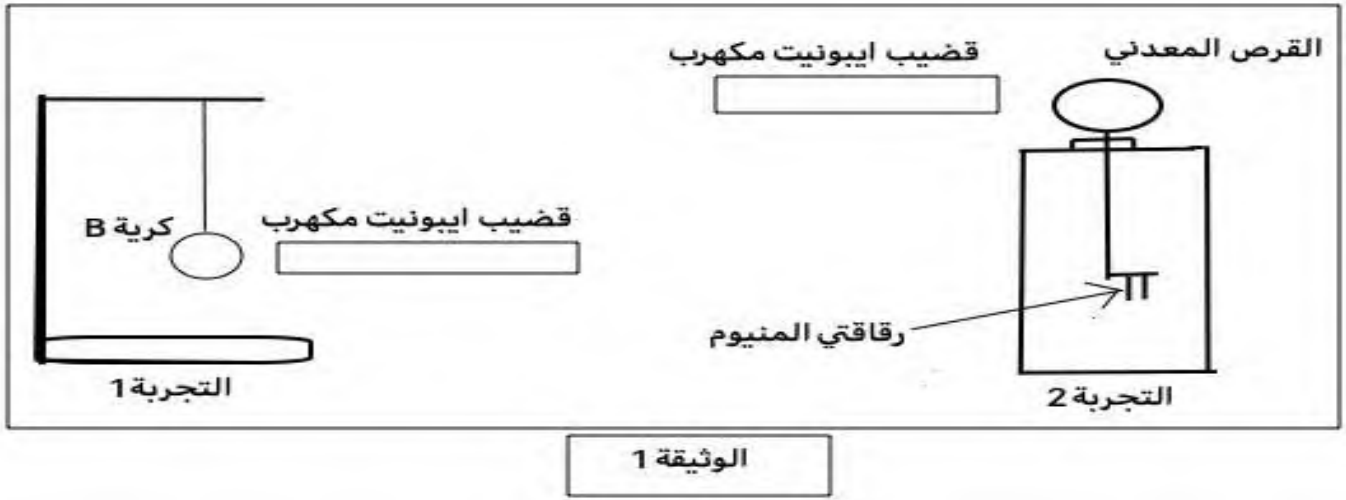 القرص المعدني
قضيب ايبونيت مكهرب
كرية B
قضيب ايبونيت مكهرب
رقاقتي المنيوم
التجربة 1
التجربة 2
الوثيقة 1